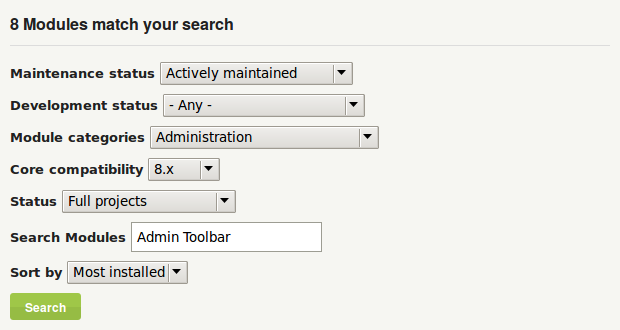 8 Modules match your search
Maintenance status Actively maintained
Development status - Any -
Module categories Administration
Core compatibility 8.x
Status Full projects
Search Modules Admin Toolbar
Sort by Most installed
Search